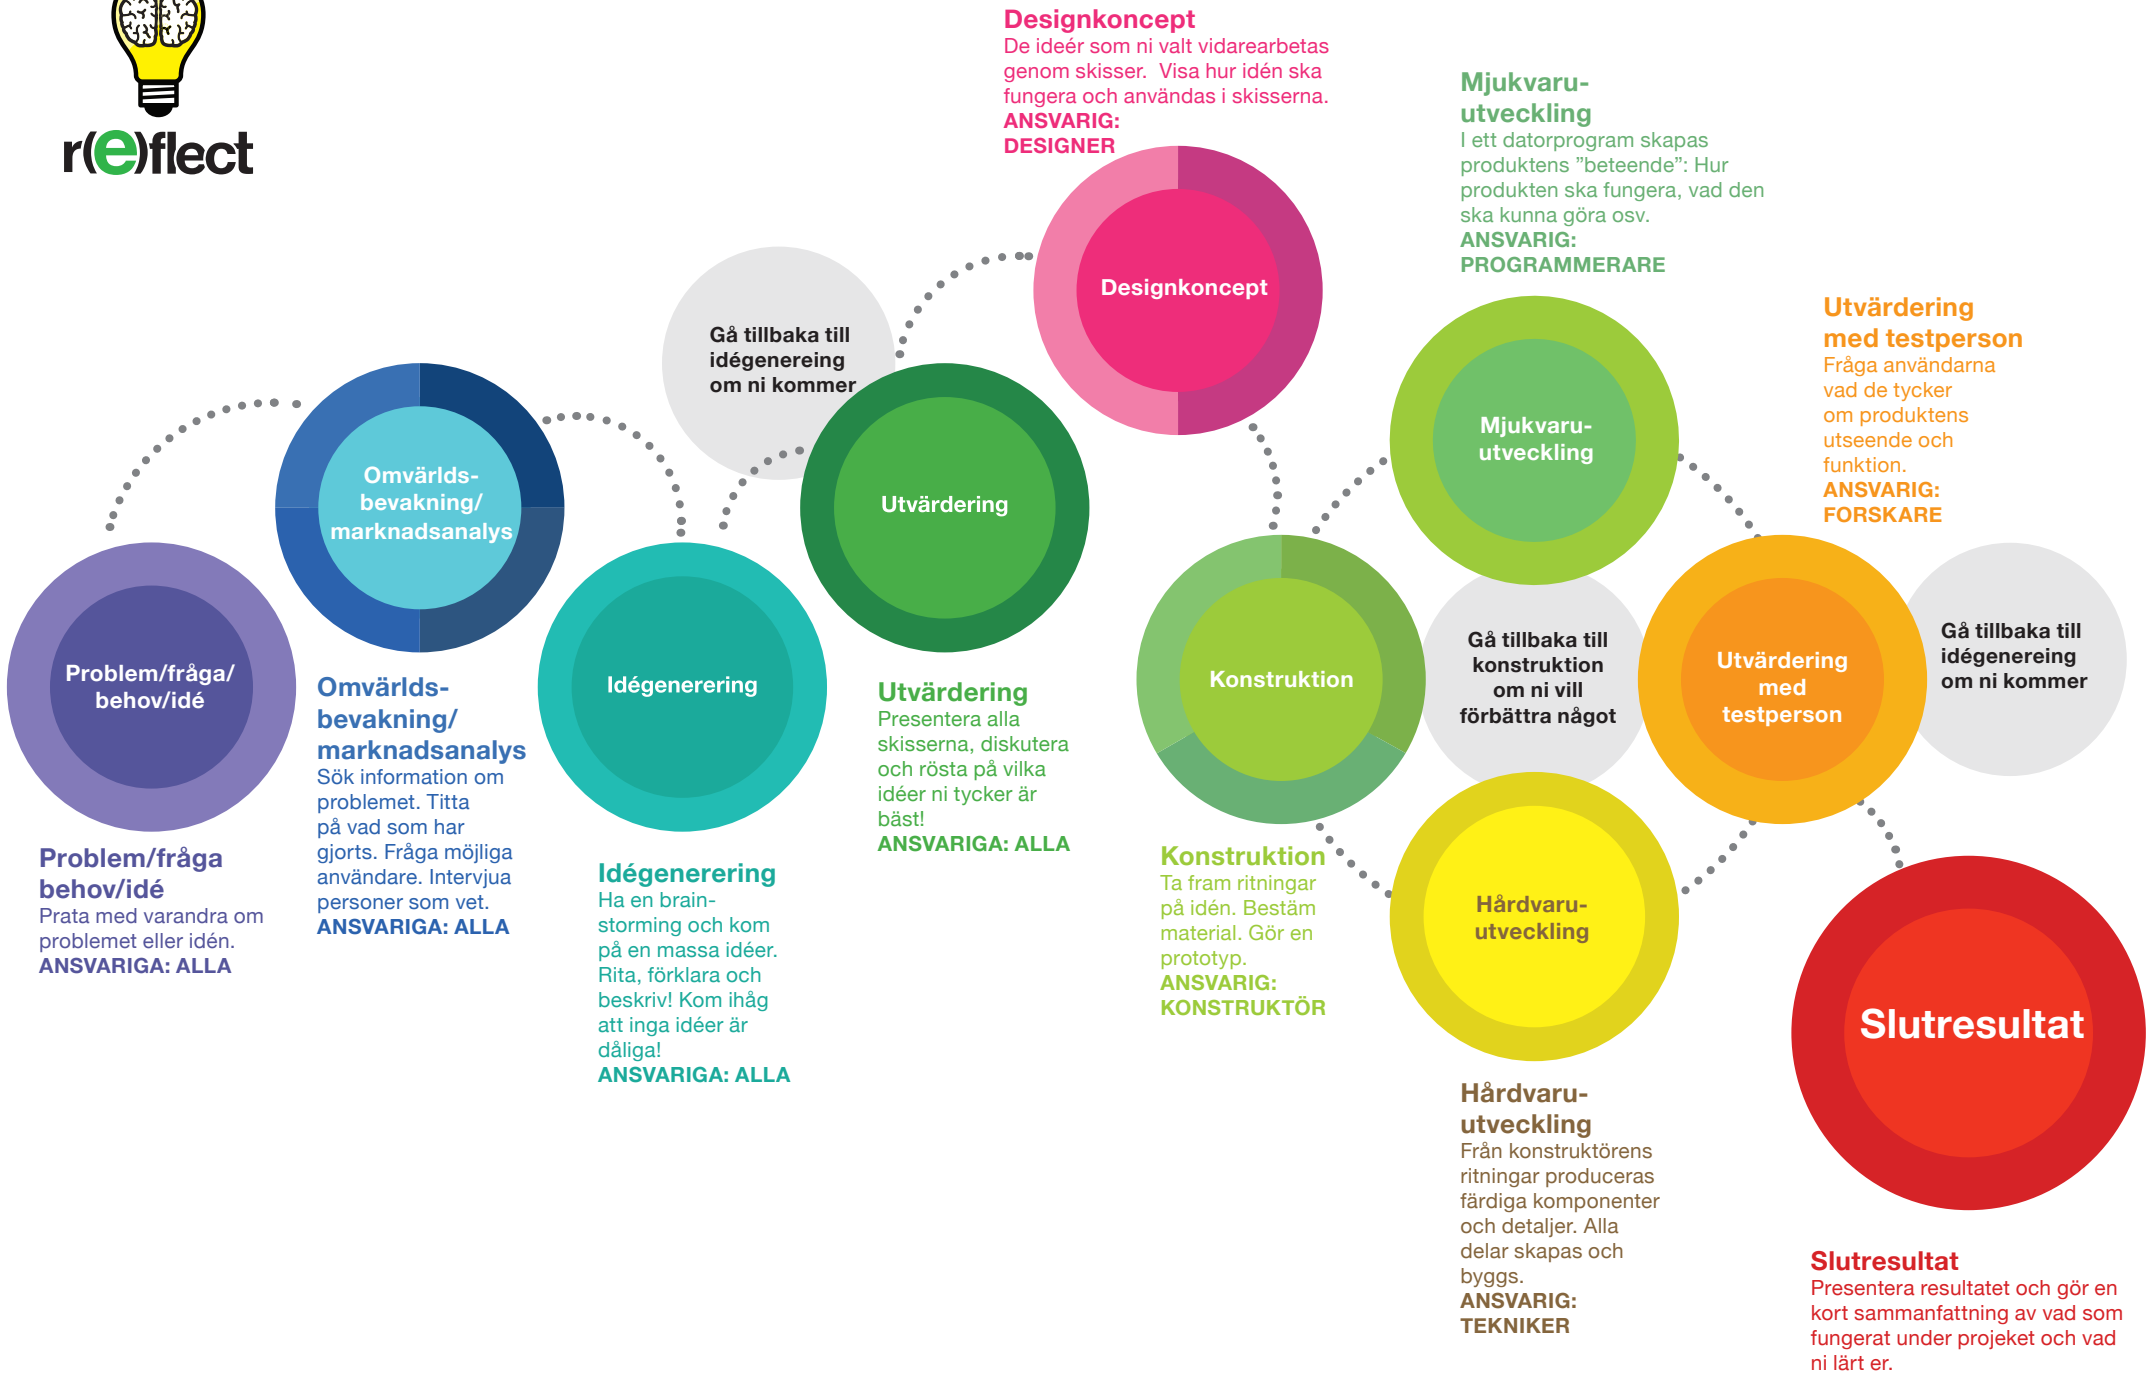 r(e)flect
Designkoncept
De ideér som ni valt vidarearbetas
genom skisser.  Visa hur idén ska
fungera och användas i skisserna.
ANSVARIG:
DESIGNER
Mjukvaru-
utveckling
I ett datorprogram skapas
produktens ”beteende”: Hur
produkten ska fungera, vad den
ska kunna göra osv.
ANSVARIG:
PROGRAMMERARE
Utvärdering
med testperson
Fråga användarna
vad de tycker
om produktens
utseende och
funktion.
ANSVARIG:
FORSKARE
Problem/fråga/
behov/idé
Omvärlds-
bevakning/
marknadsanalys
Idégenerering
Gå tillbaka till
idégenereing
om ni kommer
Utvärdering
Designkoncept
Konstruktion
Mjukvaru-
utveckling
Gå tillbaka till
konstruktion
om ni vill
förbättra något
Hårdvaru-
utveckling
Utvärdering
med
testperson
Gå tillbaka till
idégenereing
om ni kommer
Slutresultat
Problem/fråga
behov/idé
Prata med varandra om
problemet eller idén.
ANSVARIGA: ALLA
Omvärlds-
bevakning/
marknadsanalys
Sök information om
problemet. Titta
på vad som har
gjorts. Fråga möjliga
användare. Intervjua
personer som vet.
ANSVARIGA: ALLA
Idégenerering
Ha en brain-
storming och kom
på en massa idéer.
Rita, förklara och
beskriv! Kom ihåg
att inga idéer är
dåliga!
ANSVARIGA: ALLA
Utvärdering
Presentera alla
skisserna, diskutera
och rösta på vilka
idéer ni tycker är
bäst!
ANSVARIGA: ALLA
Konstruktion
Ta fram ritningar
på idén. Bestäm
material. Gör en
prototyp.
ANSVARIG:
KONSTRUKTÖR
Hårdvaru-
utveckling
Från konstruktörens
ritningar produceras
färdiga komponenter
och detaljer. Alla
delar skapas och
byggs.
ANSVARIG:
TEKNIKER
Slutresultat
Presentera resultatet och gör en
kort sammanfattning av vad som
fungerat under projeket och vad
ni lärt er.